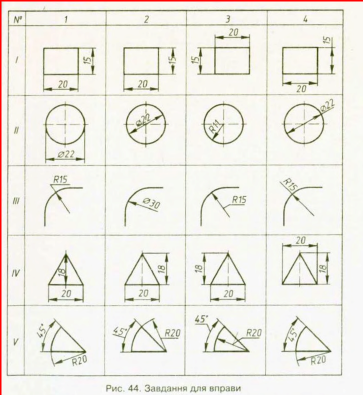 № 1 2 3 4
I 20 15 20 15 20 15 20 15
II ⌀22 ⌀20 R11 ⌀22
III R15 ⌀30 R15 R15
IV 18 20 18 20 18 20 20 18
V 45° R20 45° R20 45° R20 45° R20
Рис. 44. Завдання для вправи